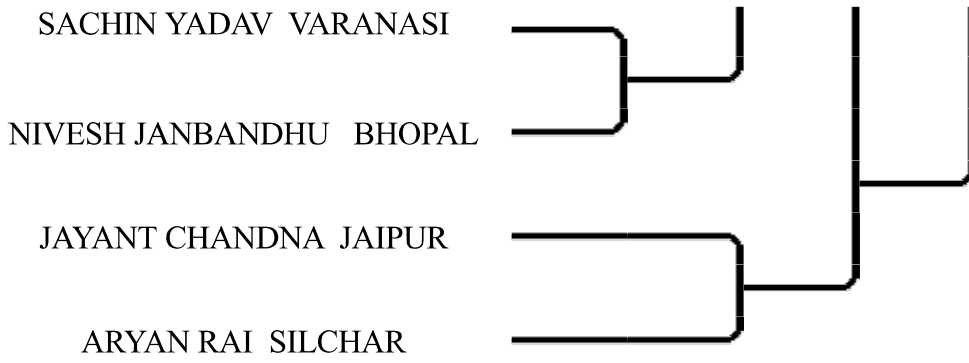 SACHIN YADAV  VARANASI
NIVESH JANBANDHU   BHOPAL
JAYANT CHANDNA  JAIPUR
ARYAN RAI  SILCHAR